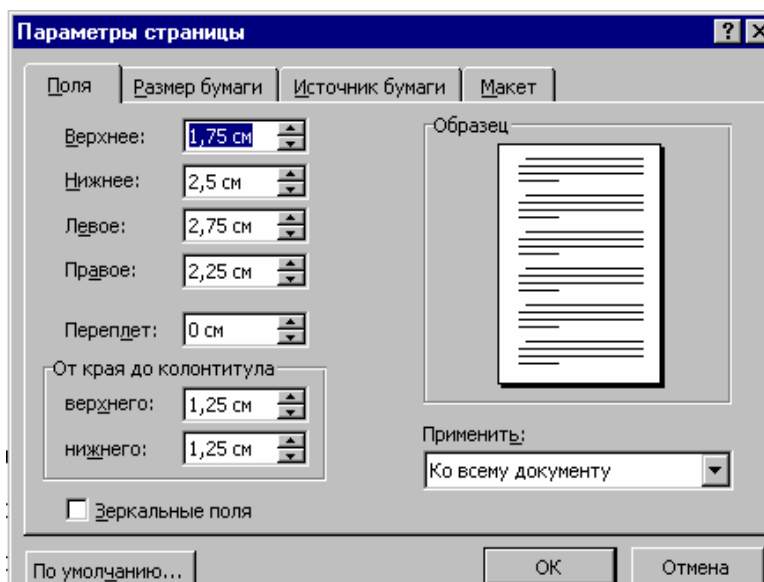 Параметры страницы
Поля Размер бумаги Источник бумаги Макет
Верхнее: 1,75 см
Нижнее: 2,5 см
Левое: 2,75 см
Правое: 2,25 см
Переплет: 0 см
От края до колонтитула
верхнего: 1,25 см
нижнего: 1,25 см
Зеркальные поля
Образец
Применить:
Ко всему документу
По умолчанию... ОК Отмена